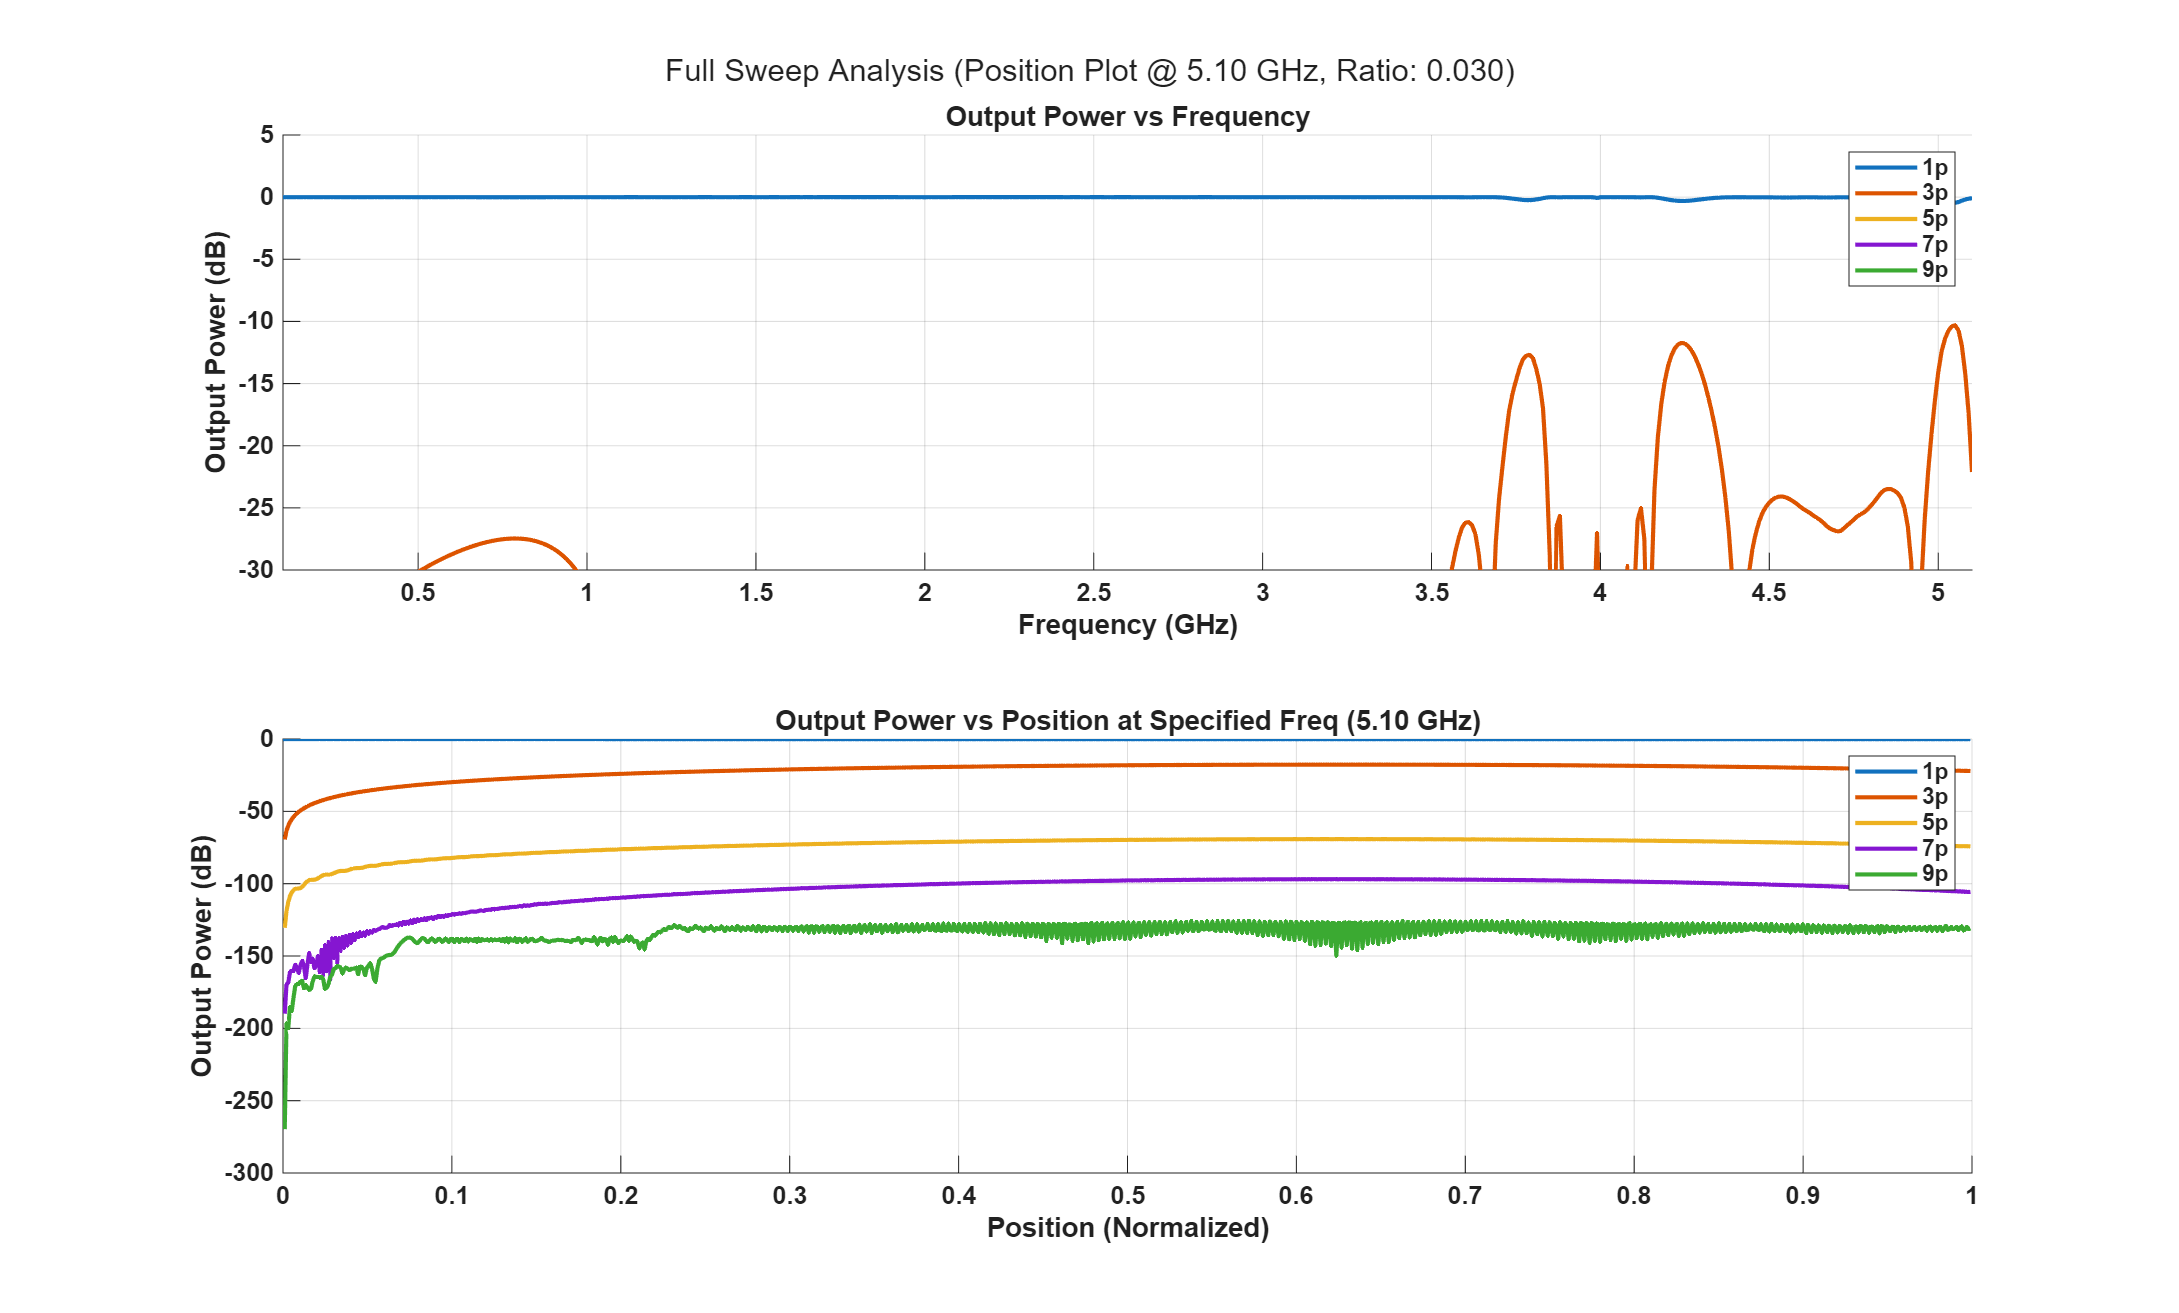 Full Sweep Analysis (Position Plot @ 5.10 GHz, Ratio: 0.030)
Output Power vs Frequency
5
0
-5
-10
-15
-20
-25
-30
Output Power (dB)
0.5
1
1.5
2
2.5
3
3.5
4
4.5
5
Frequency (GHz)
1p
3p
5p
7p
9p
Output Power vs Position at Specified Freq (5.10 GHz)
0
-50
-100
-150
-200
-250
-300
Output Power (dB)
0
0.1
0.2
0.3
0.4
0.5
0.6
0.7
0.8
0.9
1
Position (Normalized)
1p
3p
5p
7p
9p